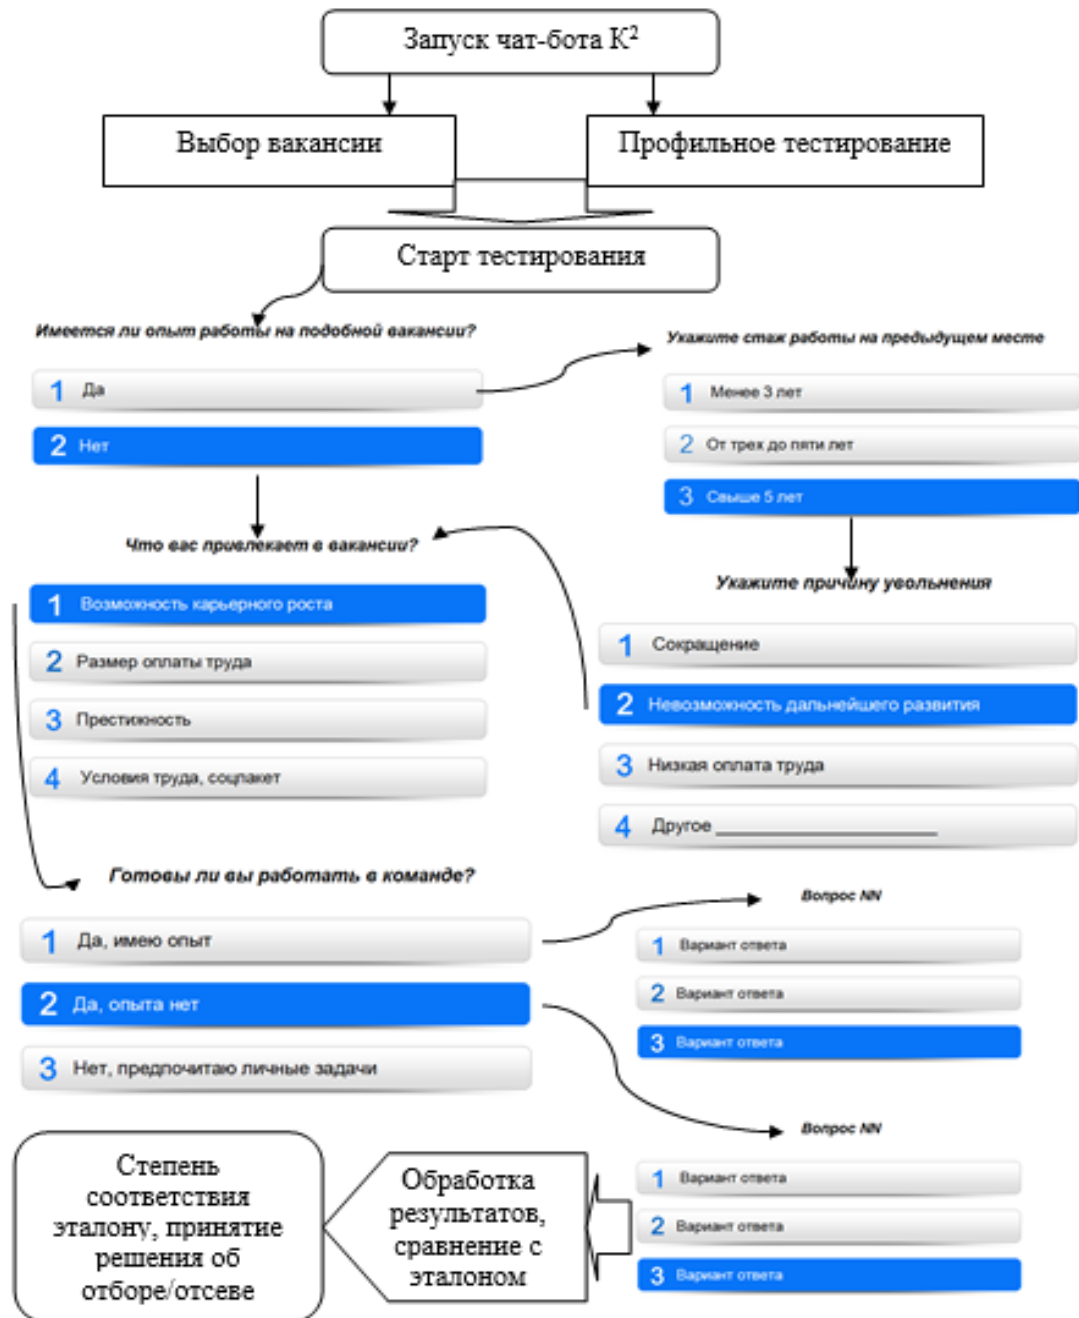 Запуск чат-бота К²
Выбор вакансии
Профильное тестирование
Старт тестирования
Имеется ли опыт работы на подобной вакансии?
1 Да
2 Нет
Укажите стаж работы на предыдущем месте
1 Менее 3 лет
2 От трех до пяти лет
3 Свыше 5 лет
Что вас привлекает в вакансии?
1 Возможность карьерного роста
2 Размер оплаты труда
3 Престижность
4 Условия труда, соцпакет
Укажите причину увольнения
1 Сокращение
2 Невозможность дальнейшего развития
3 Низкая оплата труда
4 Другое ____________________
Готовы ли вы работать в команде?
1 Да, имею опыт
2 Да, опыта нет
3 Нет, предпочитаю личные задачи
Вопрос NN
1 Вариант ответа
2 Вариант ответа
3 Вариант ответа
Вопрос NN
1 Вариант ответа
2 Вариант ответа
3 Вариант ответа
Обработка
результатов,
сравнение с
эталоном
Степень
соответствия
эталону, принятие
решения об
отборе/отсеве